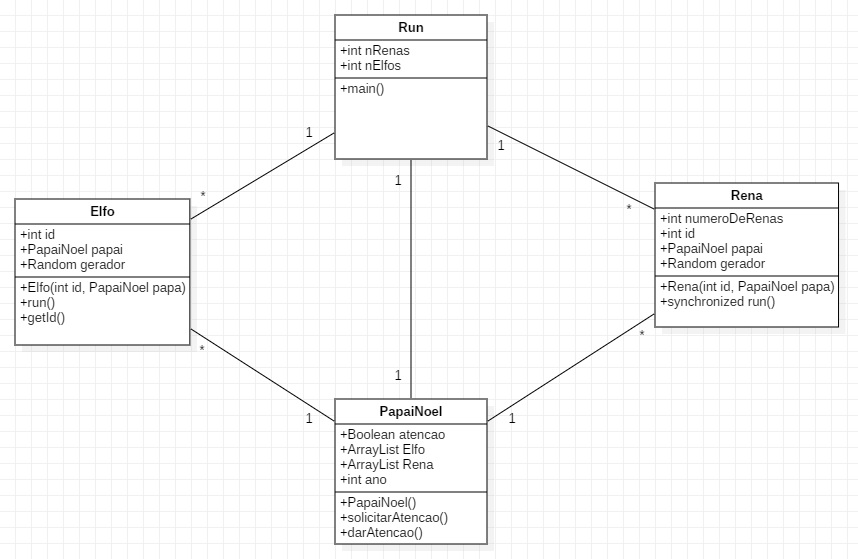 Run
+int nRenas
+int nElfos
+main()
1
1
1
*
*
Elfo
+int id
+PapaiNoel papai
+Random gerador
+Elfo(int id, PapaiNoel papa)
+run()
+getId()
Rena
+int numeroDeRenas
+int id
+PapaiNoel papai
+Random gerador
+Rena(int id, PapaiNoel papa)
+synchronized run()
*
*
1
1
1
PapaiNoel
+Boolean atencao
+ArrayList Elfo
+ArrayList Rena
+int ano
+PapaiNoel()
+solicitarAtencao()
+darAtencao()